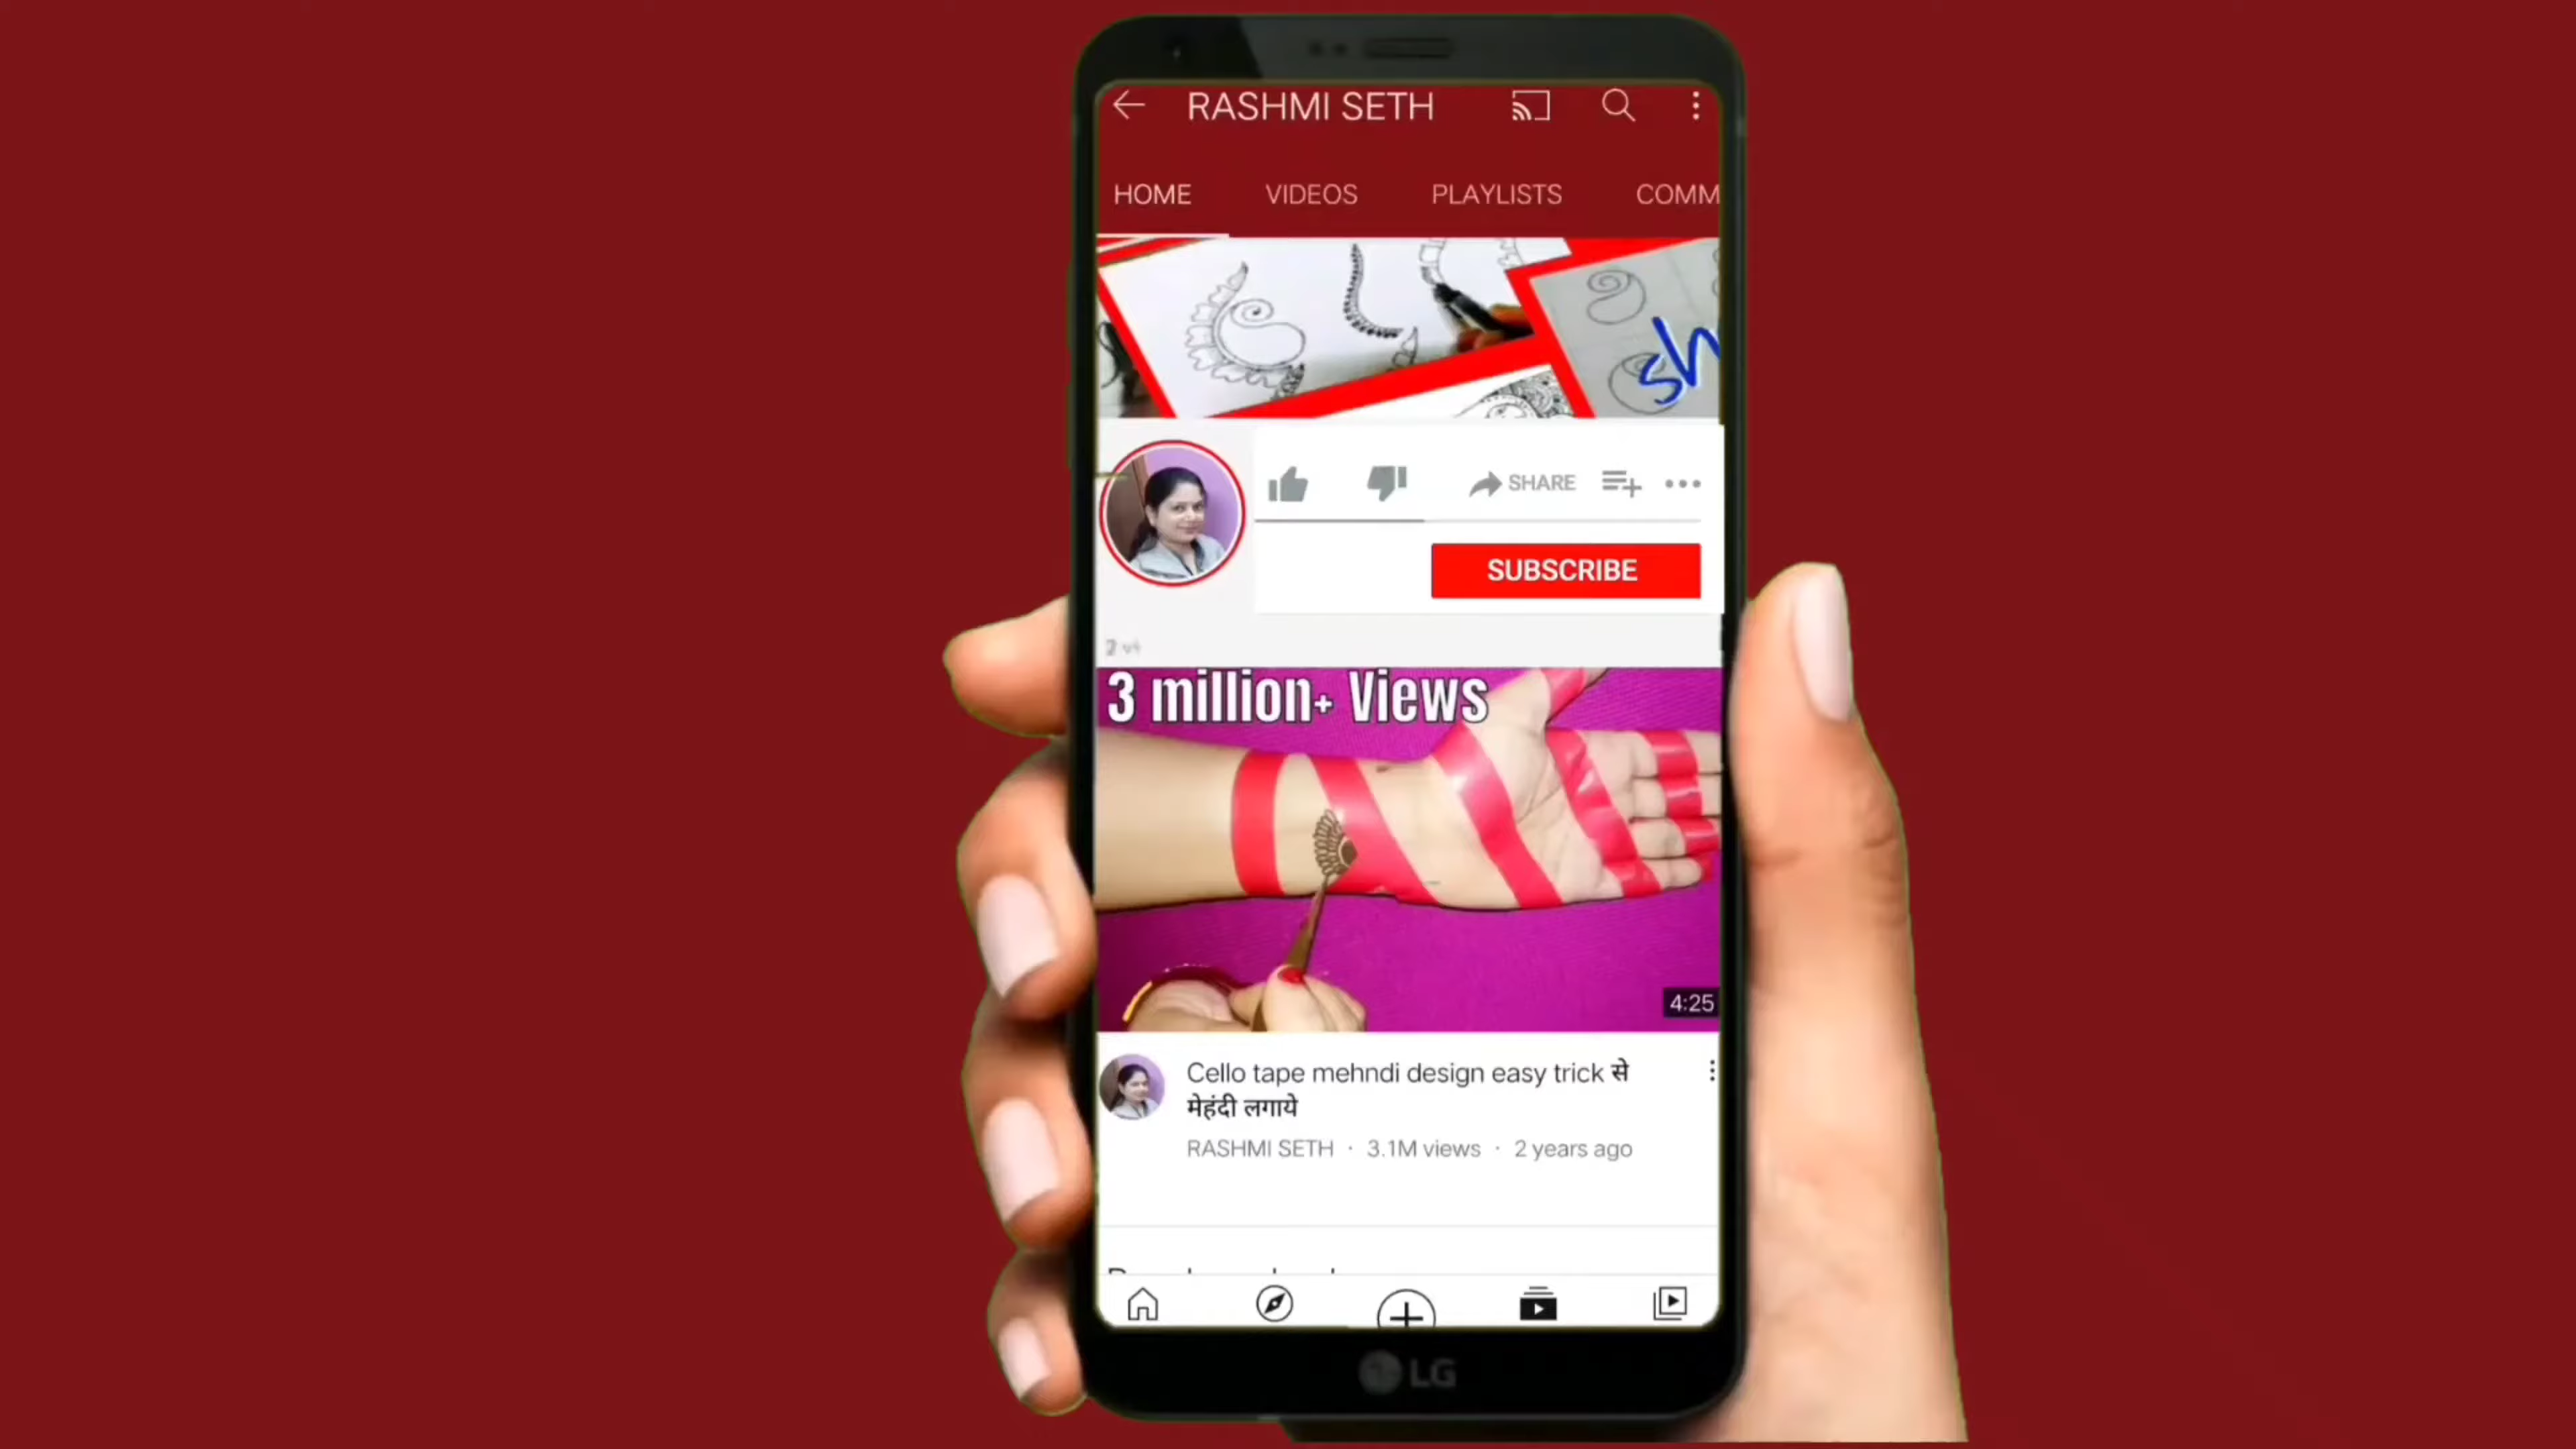 RASHMI SETH
HOME VIDEOS PLAYLISTS COMM
sh
SHARE
SUBSCRIBE
3 million+ Views
4:25
Cello tape mehndi design easy trick से
मेहंदी लगाये
RASHMI SETH · 3.1M views · 2 years ago
LG